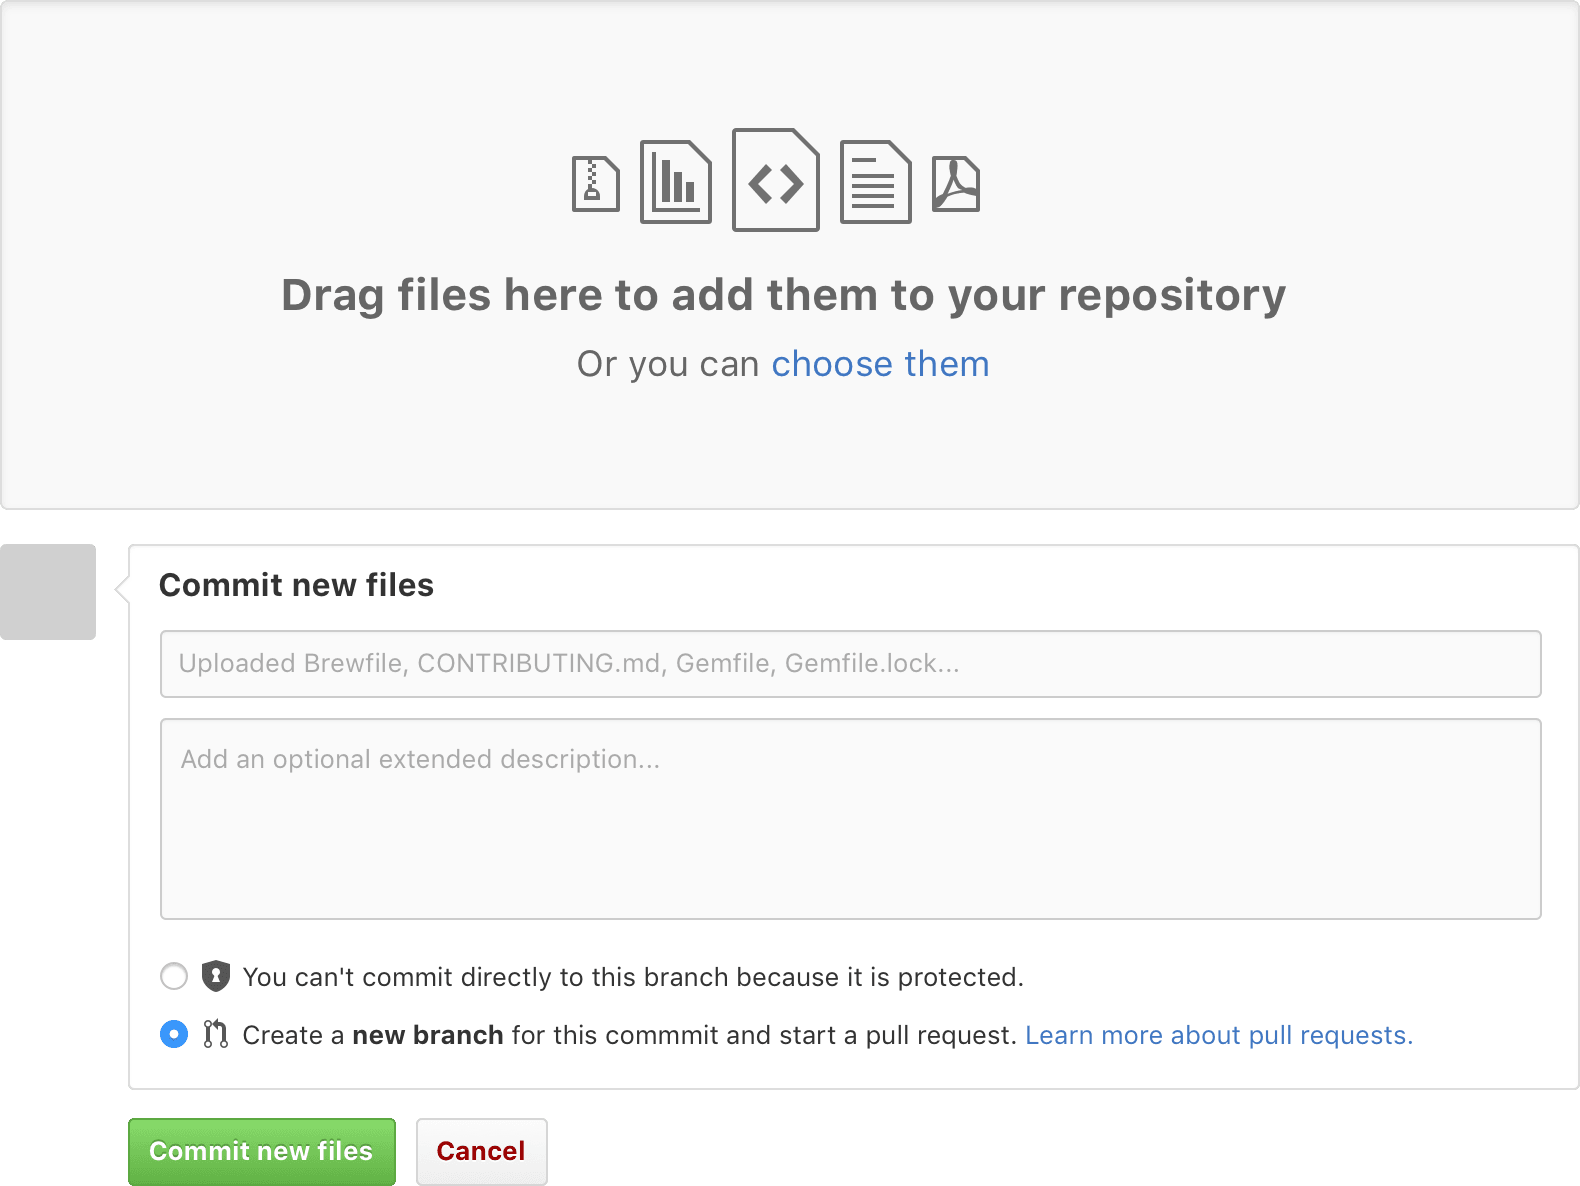 Drag files here to add them to your repository
Or you can choose them
Commit new files
Uploaded Brewfile, CONTRIBUTING.md, Gemfile, Gemfile.lock...
Add an optional extended description...
You can't commit directly to this branch because it is protected.
Create a new branch for this commmit and start a pull request. Learn more about pull requests.
Commit new files
Cancel